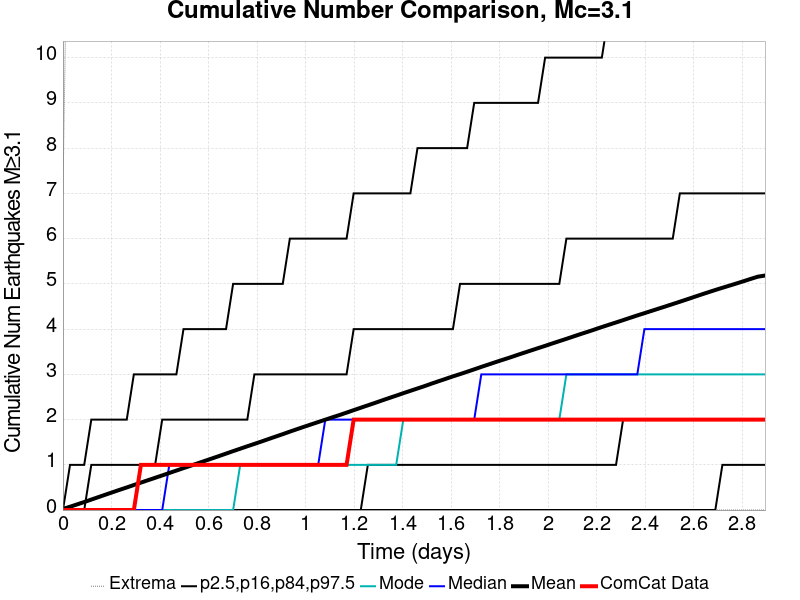 Cumulative Number Comparison, Mc=3.1
Cumulative Num Earthquakes M≥3.1
10
9
8
7
6
5
4
3
2
1
0
0 0.2 0.4 0.6 0.8 1 1.2 1.4 1.6 1.8 2 2.2 2.4 2.6 2.8
Time (days)
Extrema p2.5,p16,p84,p97.5 Mode Median Mean ComCat Data